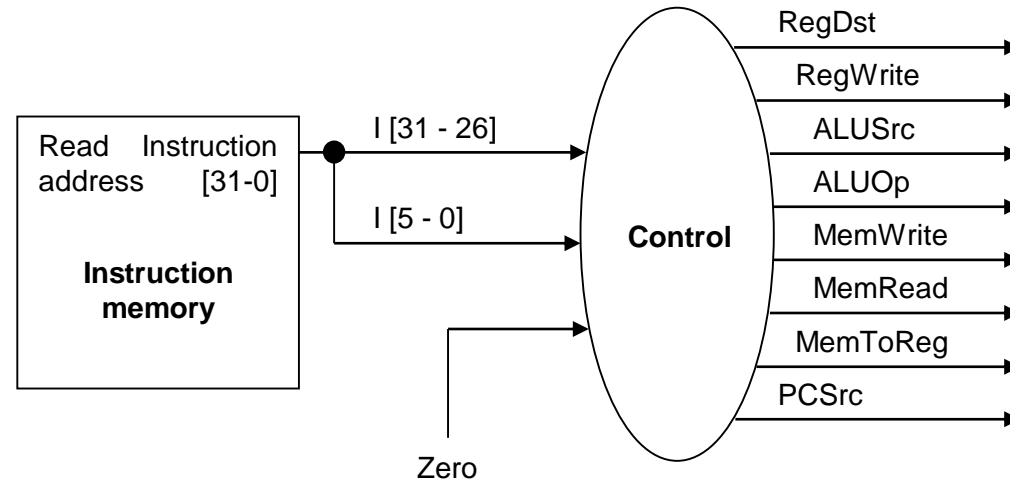 RegDst
RegWrite
I [31 - 26]
ALUSrc
Read Instruction
address [31-0]
ALUOp
I [5 - 0]
Control
MemWrite
Instruction
memory
MemRead
MemToReg
PCSrc
Zero